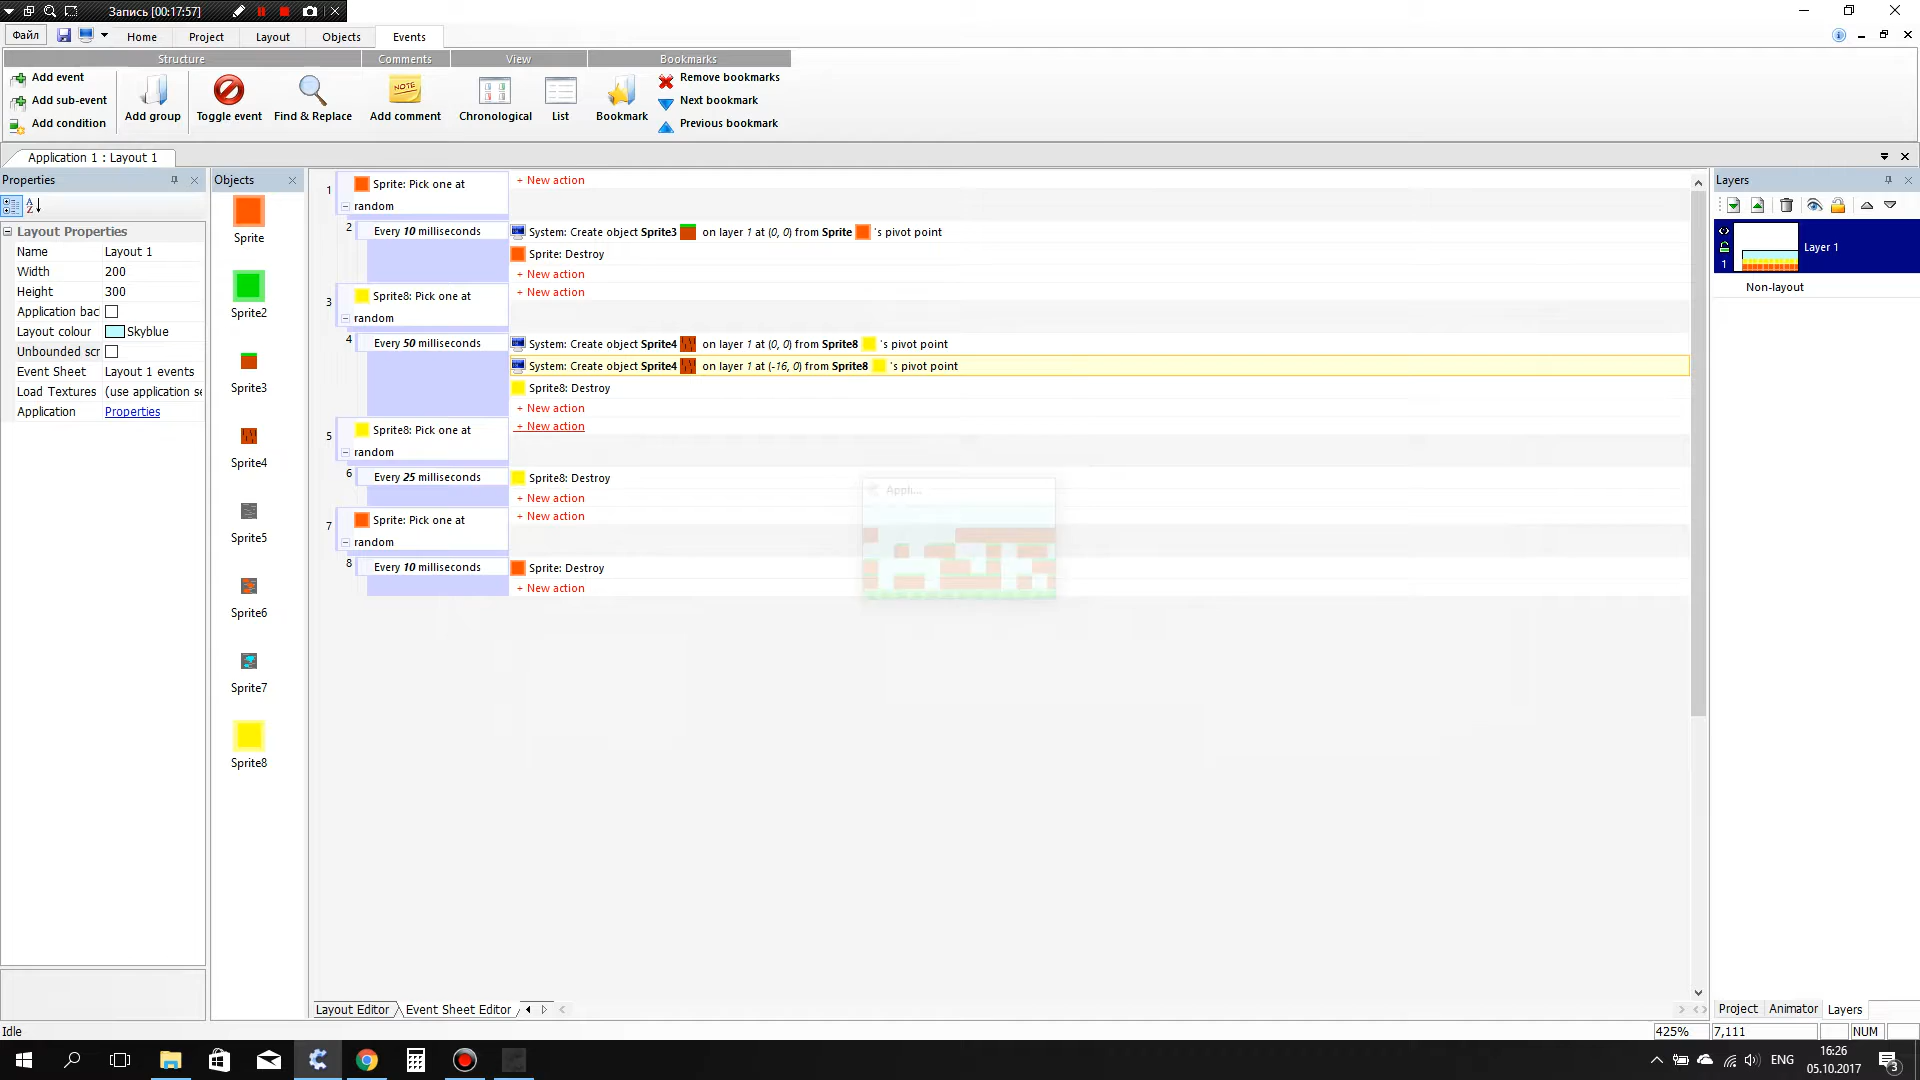 Запись [00:17:57]
Файл
Home
Project
Layout
Objects
Events
Structure
Comments
View
Bookmarks
Add event
Add sub-event
Add condition
Add group
Toggle event
Find & Replace
NOTE
Add comment
Chronological
List
Bookmark
Remove bookmarks
Next bookmark
Previous bookmark
Application 1 : Layout 1
Properties
Layout Properties
Name Layout 1
Width 200
Height 300
Application bac
Layout colour Skyblue
Unbounded scr
Event Sheet Layout 1 events
Load Textures (use application se
Application Properties
Objects
Sprite
Sprite2
Sprite3
Sprite4
Sprite5
Sprite6
Sprite7
Sprite8
1 Sprite: Pick one at random
+ New action
2 Every 10 milliseconds
System: Create object Sprite3 on layer 1 at (0, 0) from Sprite 's pivot point
Sprite: Destroy
+ New action
3 Sprite8: Pick one at random
+ New action
4 Every 50 milliseconds
System: Create object Sprite4 on layer 1 at (0, 0) from Sprite8 's pivot point
System: Create object Sprite4 on layer 1 at (-16, 0) from Sprite8 's pivot point
Sprite8: Destroy
+ New action
5 Sprite8: Pick one at random
+ New action
6 Every 25 milliseconds
Sprite8: Destroy
+ New action
7 Sprite: Pick one at random
+ New action
8 Every 10 milliseconds
Sprite: Destroy
+ New action
Appli...
Layers
Layer 1
1
Non-layout
Layout Editor
Event Sheet Editor
Project
Animator
Layers
Idle
425%
7,111
NUM
ENG
16:26
05.10.2017
3